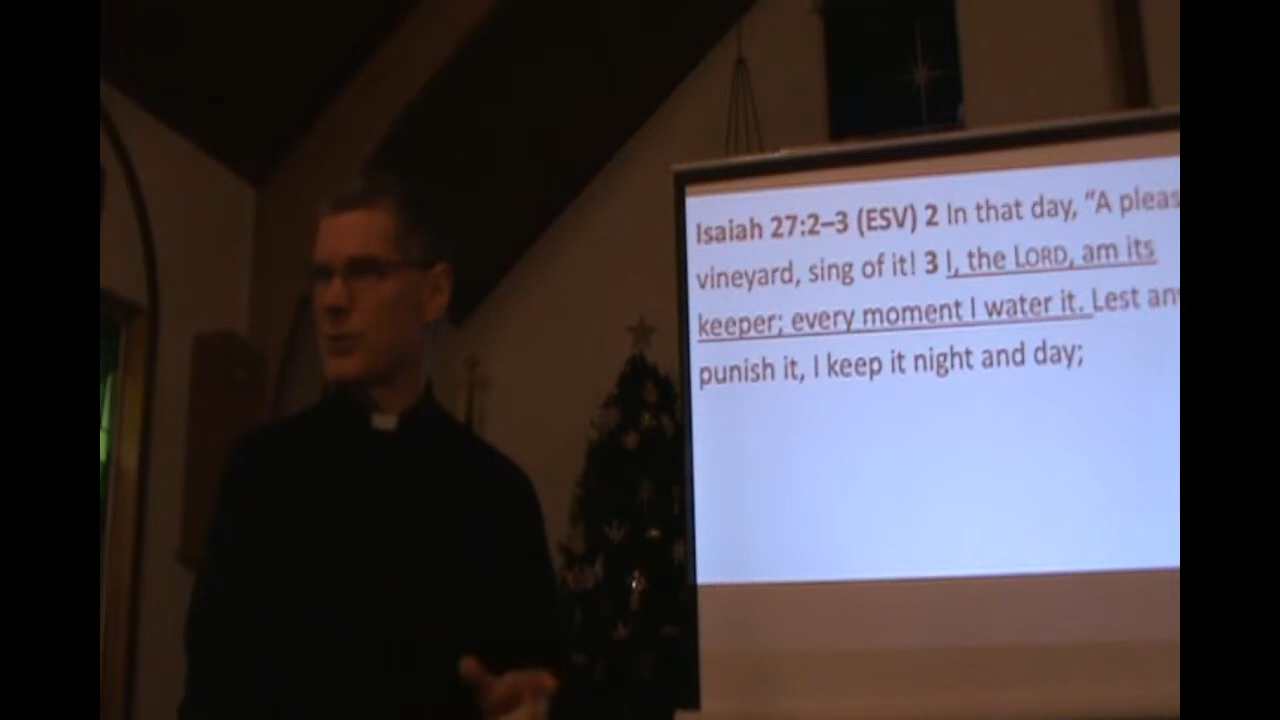 Isaiah 27:2–3 (ESV) 2 In that day, “A pleas
vineyard, sing of it! 3 I, the LORD, am its
keeper; every moment I water it. Lest an
punish it, I keep it night and day;